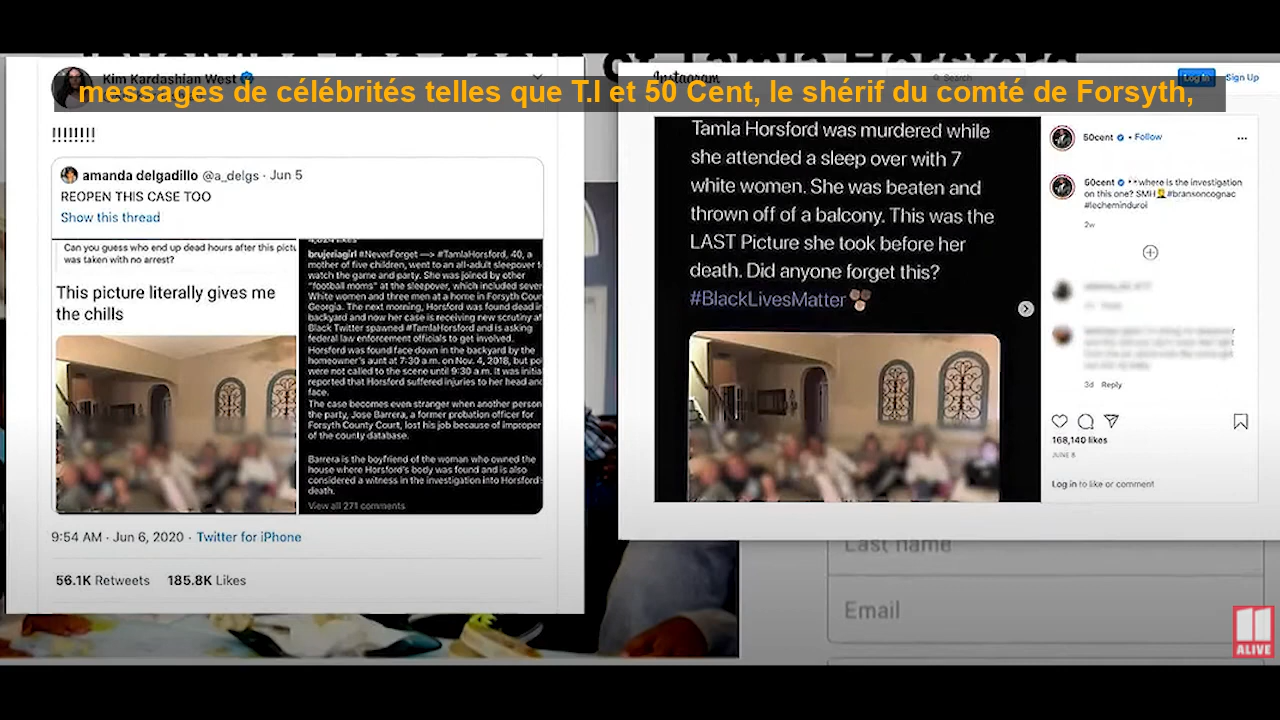 messages de célébrités telles que T.I et 50 Cent, le shérif du comté de Forsyth,
Kim Kardashian West
!!!!!!!!
amanda delgadillo @a_delgs · Jun 5
REOPEN THIS CASE TOO
Show this thread
Can you guess who end up dead hours after this
was taken with no arrest?
This picture literally gives me
the chills
brujeriagirl #NeverForget —> #TamlaHorsford, 40, a
mother of five children, went to an all-adult sleepover
watch the game and party. She was joined by other
"football moms" at the sleepover, which included
White women and three men at a home in Forsyth
Georgia. The next morning, Horsford was found dead
backyard and now her case is receiving new scrutiny
Black Twitter spawned #TamlaHorsford and is asking
federal law enforcement officials to get involved.
Horsford was found face down in the backyard by the
homeowner's aunt at 7:30 a.m. on Nov. 4, 2018, but
were not called to the scene until 9:30 a.m. It was
reported that Horsford suffered injuries to her head
face.
The case becomes even stranger when another person
the party, Jose Barrera, a former probation officer for
Forsyth County Court, lost his job because of improper
of the county database.
Barrera is the boyfriend of the woman who owned the
house where Horsford's body was found and is also
considered a witness in the investigation into Horsford's
death.
View all 271 comments
9:54 AM · Jun 6, 2020 · Twitter for iPhone
56.1K Retweets 185.8K Likes
Instagram
Search
Log In Sign Up
Tamla Horsford was murdered while
she attended a sleep over with 7
white women. She was beaten and
thrown off of a balcony. This was the
LAST Picture she took before her
death. Did anyone forget this?
#BlackLivesMatter
50cent • Follow
50cent 👀where is the investigation
on this one? SMH🤦 #bransoncognac
#lecheminduroi
2w
3d Reply
168,140 likes
JUNE 8
Log in to like or comment
Last name
Email
11
ALIVE